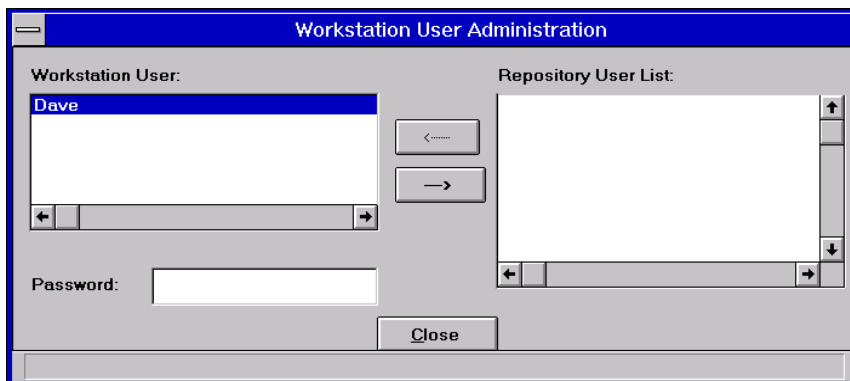 Workstation User Administration
Workstation User:
Repository User List:
Dave
Password:
Close